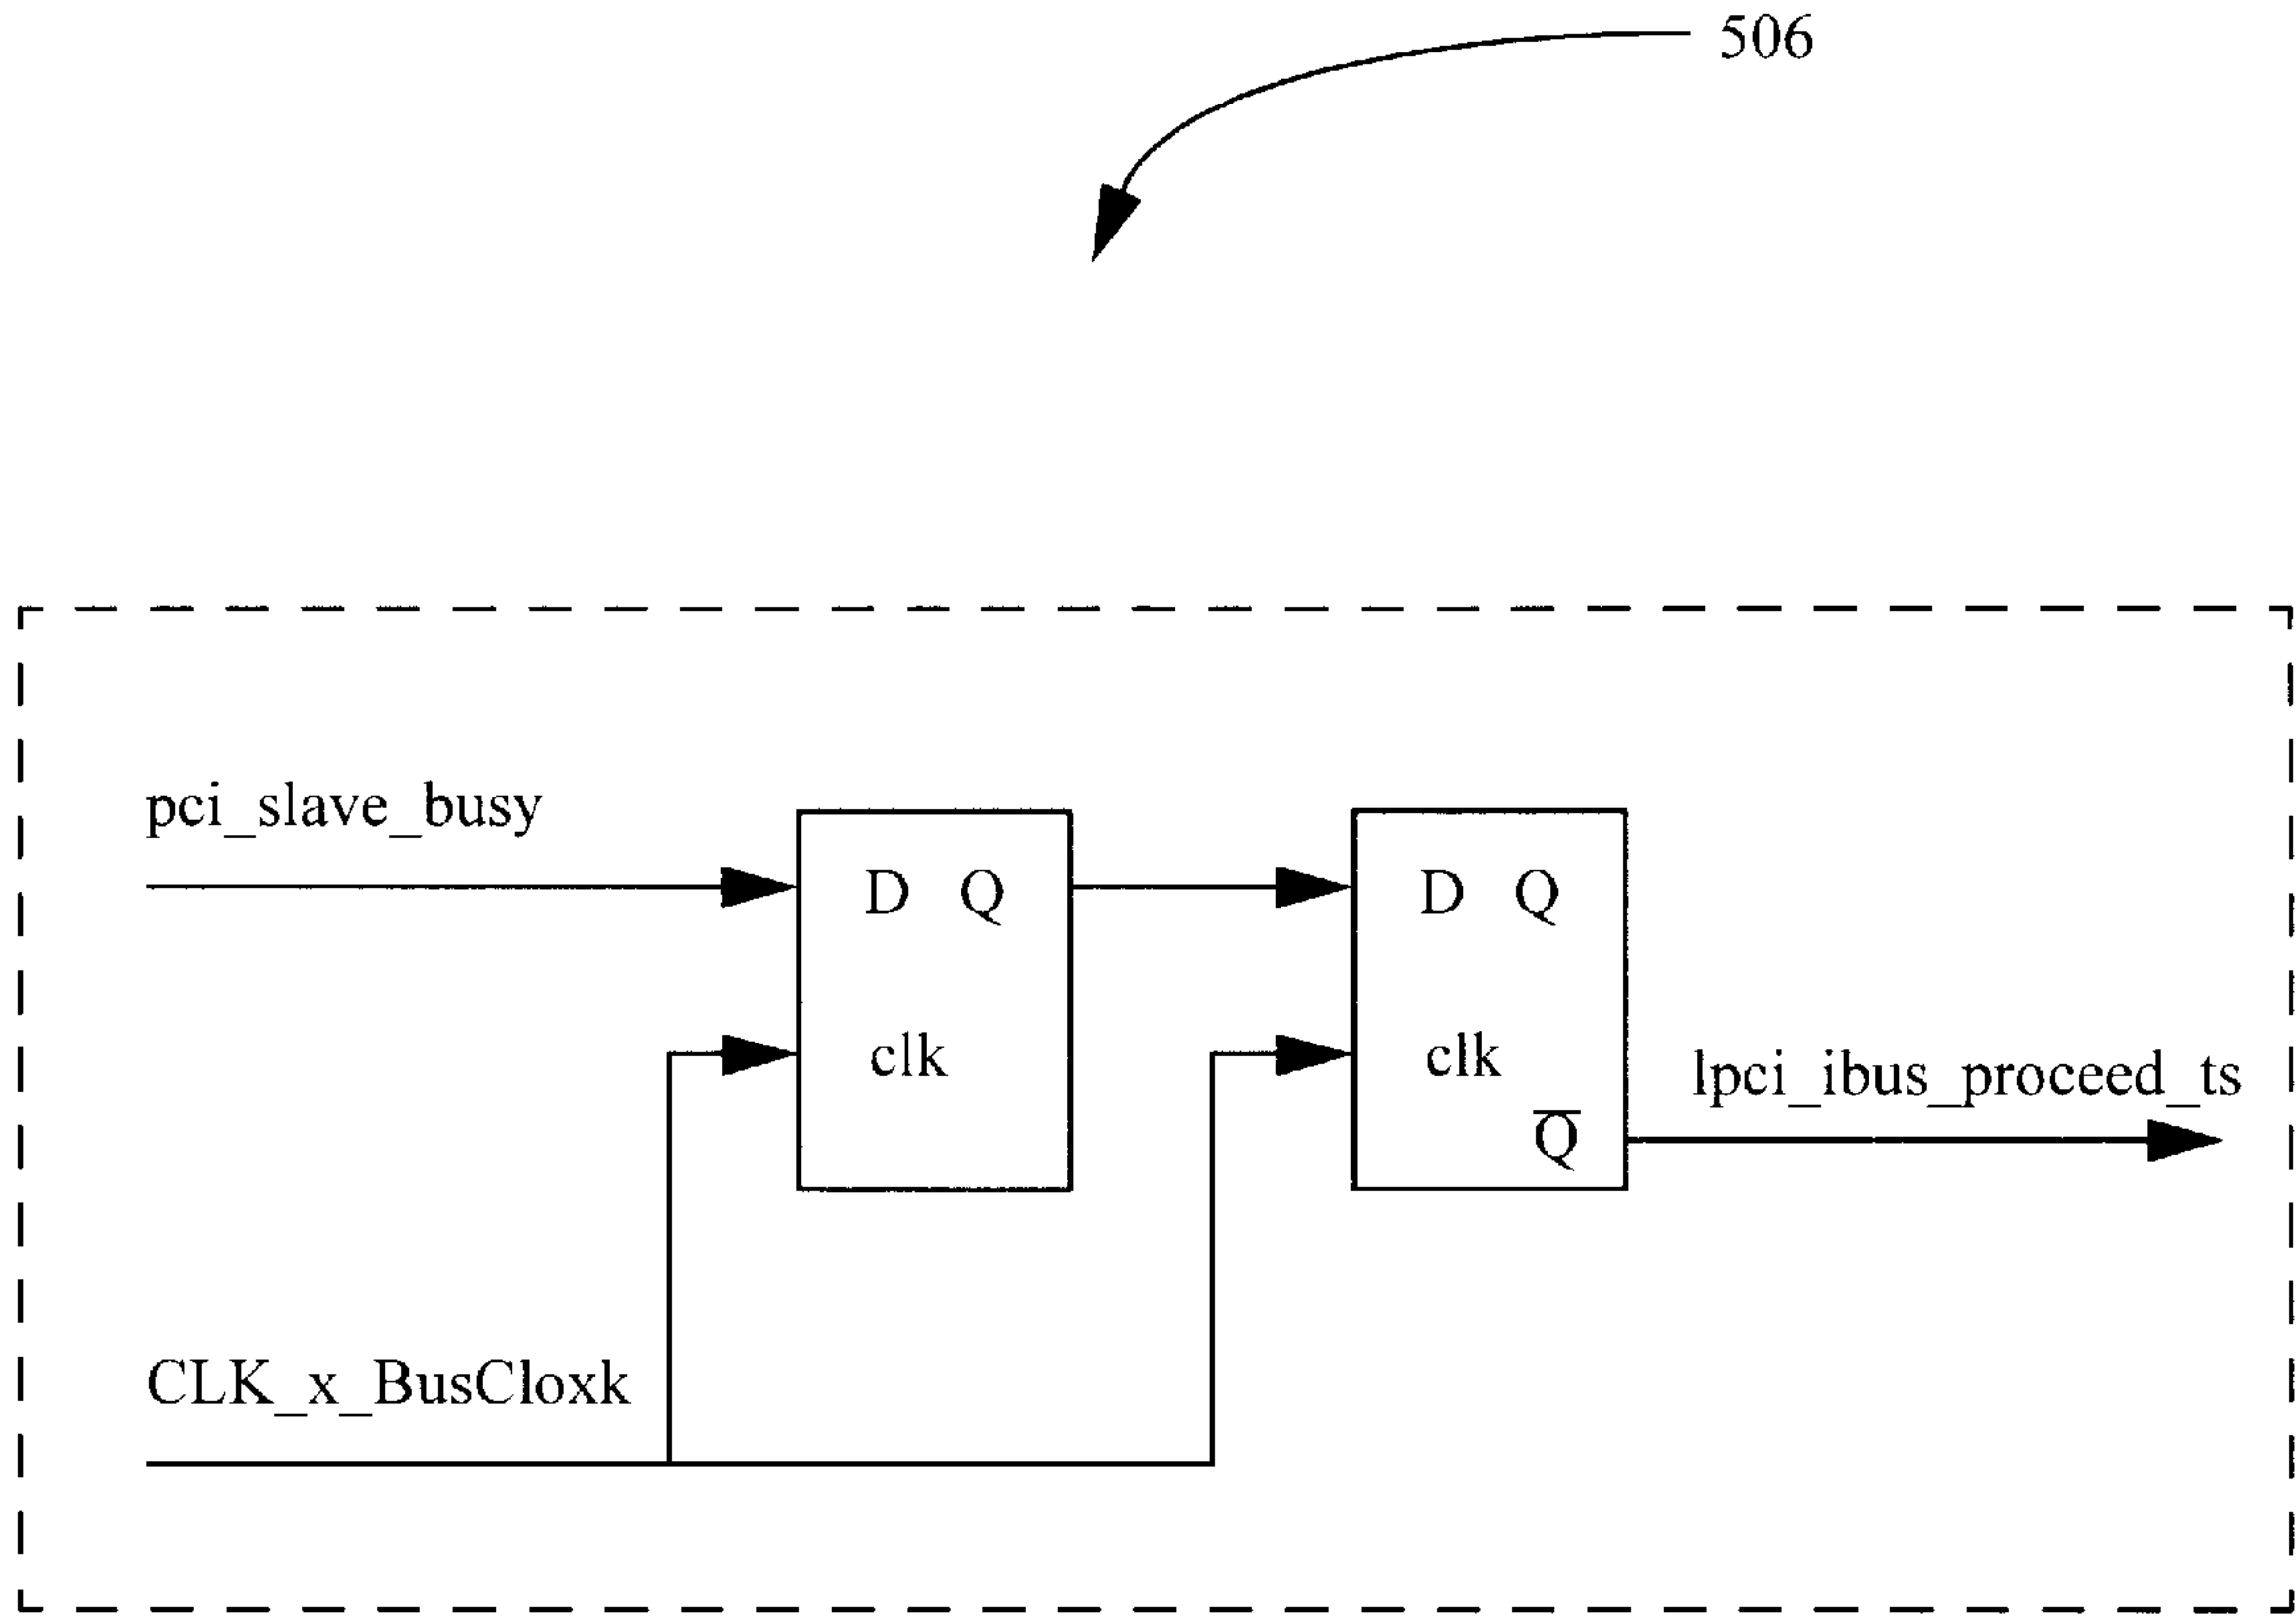 506
pci_slave_busy
D Q
D Q
clk
clk
lpci_ibus_proceed_ts
Q̅
CLK_x_BusCloxk